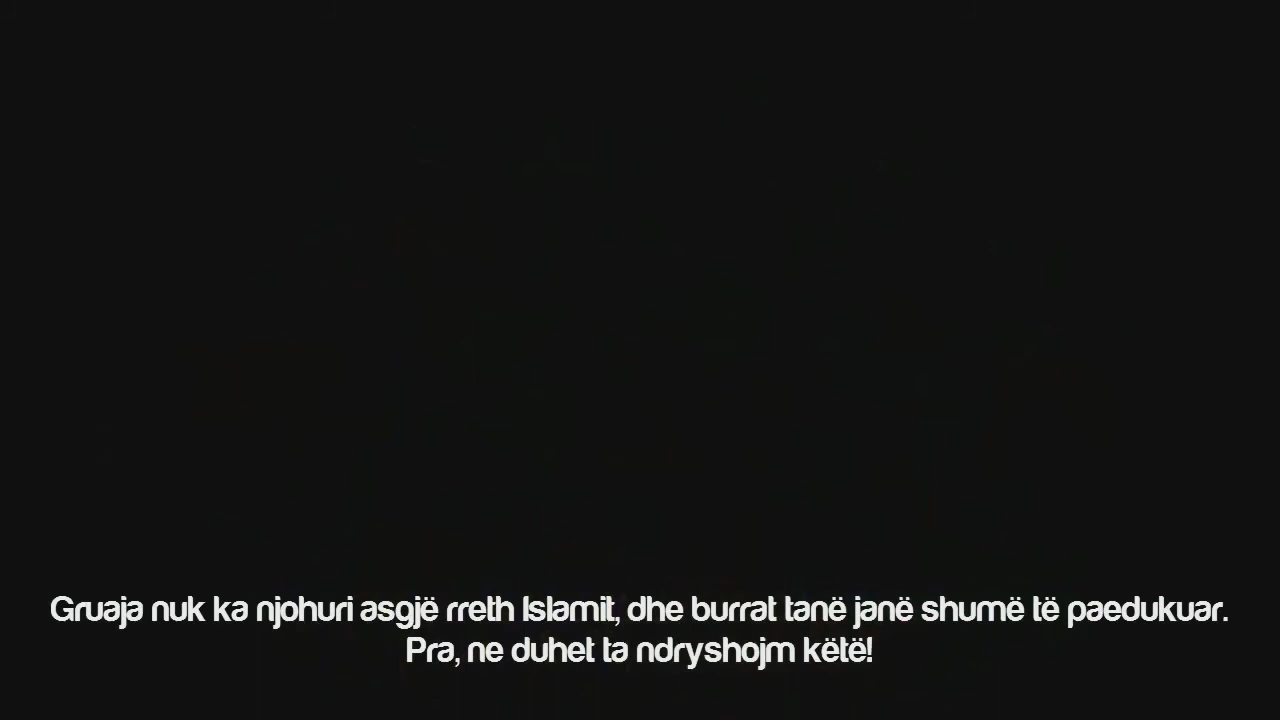 Gruaja nuk ka njohuri asgjë rreth Islamit, dhe burrat tanë janë shumë të paedukuar.
Pra, ne duhet ta ndryshojm këtë!